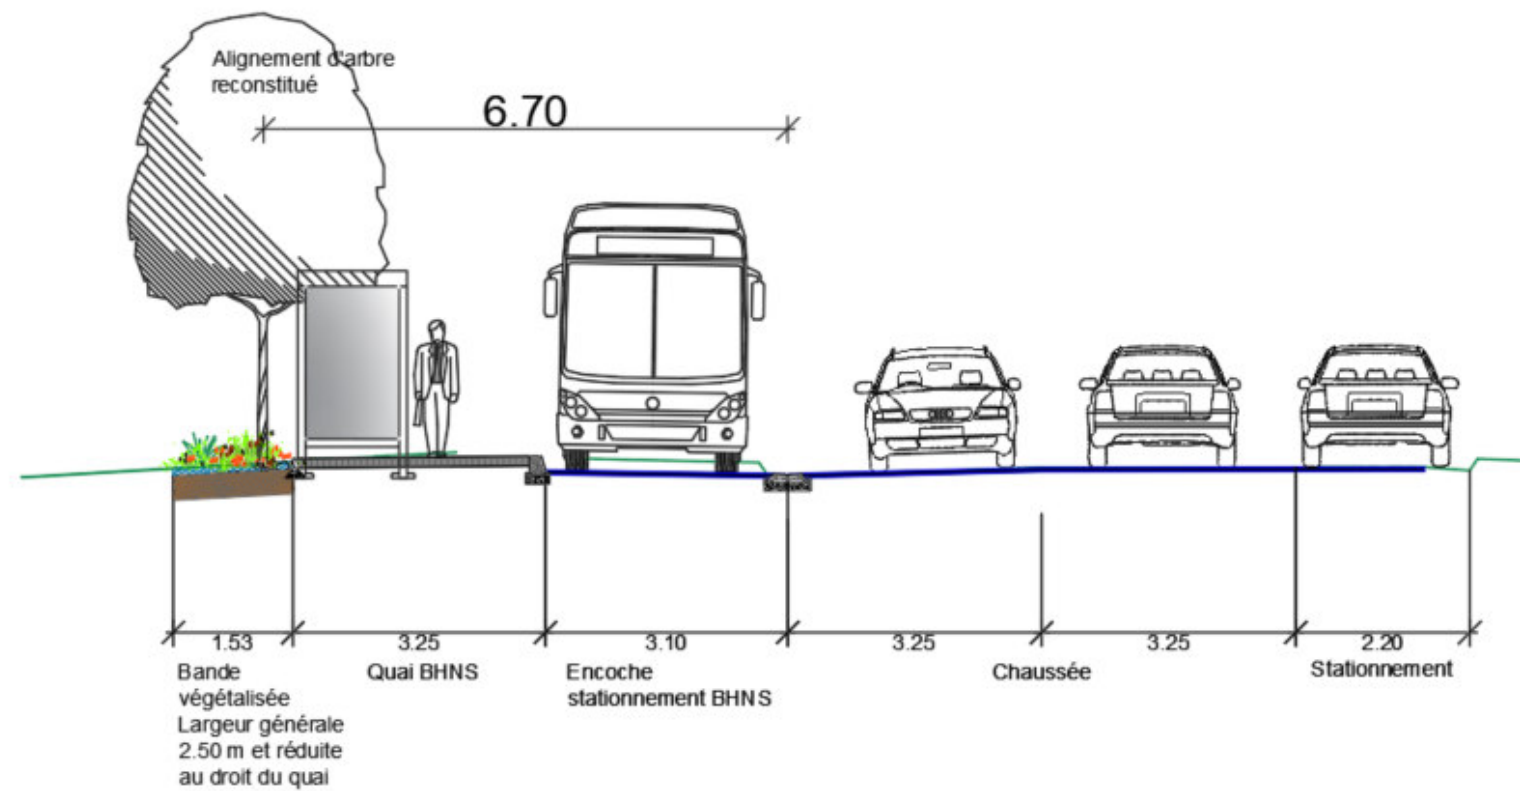 Alignement d'arbre
reconstitué
6.70
1.53
3.25
3.10
3.25
3.25
2.20
Bande
végétalisée
Largeur générale
2.50 m et réduite
au droit du quai
Quai BHNS
Encoche
stationnement BHNS
Chaussée
Stationnement